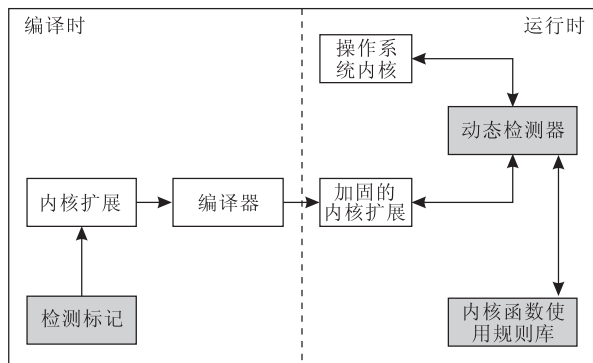 编译时
运行时
操作系
统内核
动态检测器
内核扩展
编译器
加固的
内核扩展
检测标记
内核函数使
用规则库